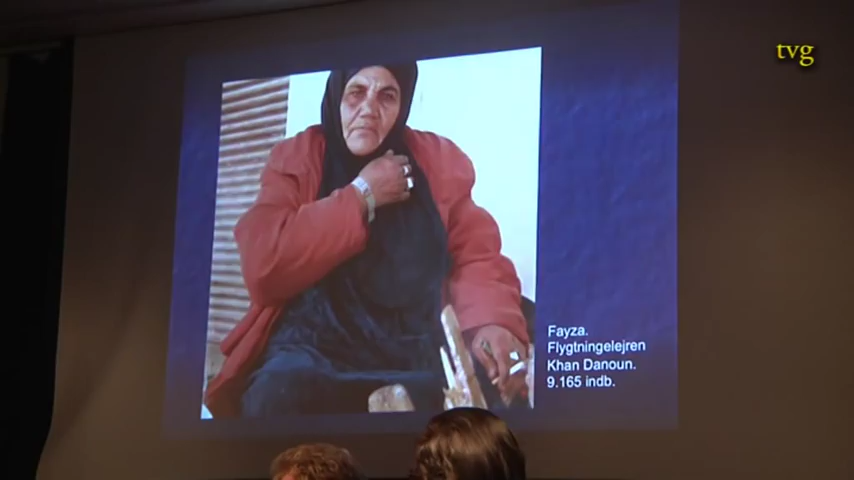 tvg
Fayza.
Flygtningelejren
Khan Danoun.
9.165 indb.